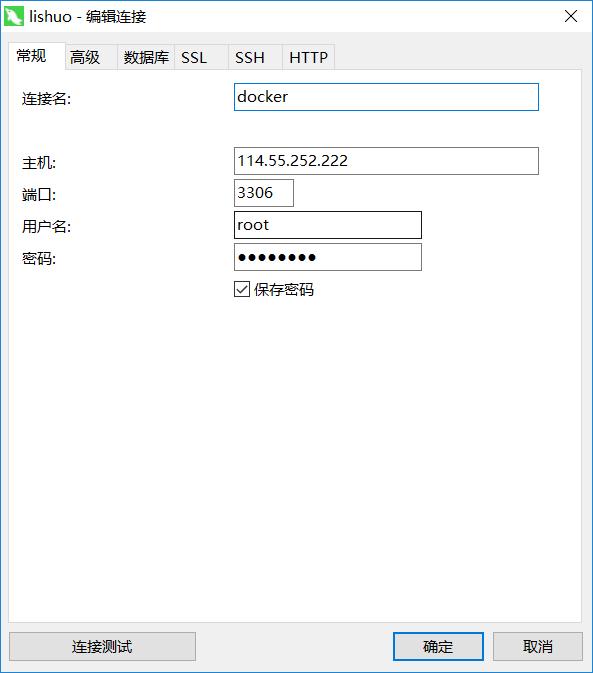 lishuo - 编辑连接
常规 高级 数据库 SSL SSH HTTP
连接名: docker
主机: 114.55.252.222
端口: 3306
用户名: root
密码: ●●●●●●●●
保存密码
连接测试 确定 取消